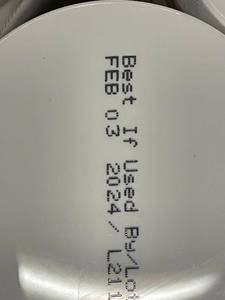 Best If Used By/Lot
FEB 03 2024/ L211